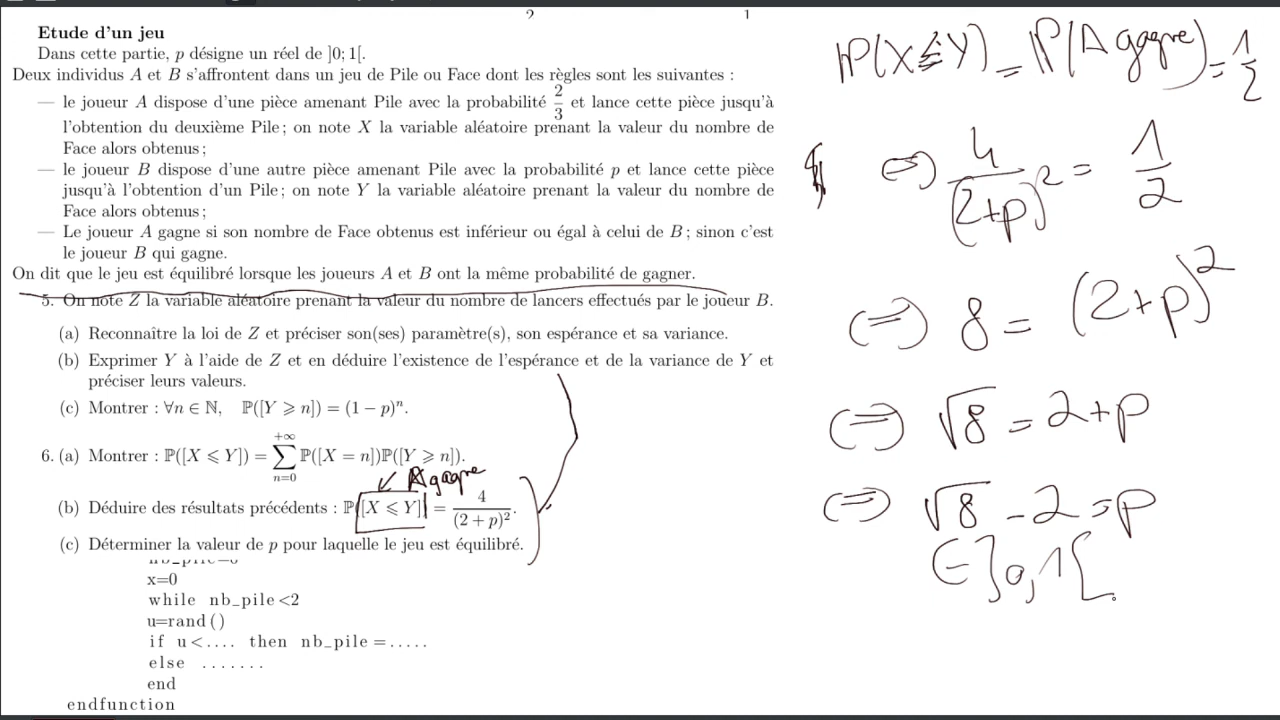 2 1
Etude d'un jeu
Dans cette partie, p désigne un réel de ]0; 1[.
Deux individus A et B s'affrontent dans un jeu de Pile ou Face dont les règles sont les suivantes :
— le joueur A dispose d'une pièce amenant Pile avec la probabilité 2/3 et lance cette pièce jusqu'à
l'obtention du deuxième Pile; on note X la variable aléatoire prenant la valeur du nombre de
Face alors obtenus;
— le joueur B dispose d'une autre pièce amenant Pile avec la probabilité p et lance cette pièce
jusqu'à l'obtention d'un Pile; on note Y la variable aléatoire prenant la valeur du nombre de
Face alors obtenus;
— Le joueur A gagne si son nombre de Face obtenus est inférieur ou égal à celui de B; sinon c'est
le joueur B qui gagne.
On dit que le jeu est équilibré lorsque les joueurs A et B ont la même probabilité de gagner.
5. On note Z la variable aléatoire prenant la valeur du nombre de lancers effectués par le joueur B.
(a) Reconnaître la loi de Z et préciser son(ses) paramètre(s), son espérance et sa variance.
(b) Exprimer Y à l'aide de Z et en déduire l'existence de l'espérance et de la variance de Y et
préciser leurs valeurs.
(c) Montrer : ∀n ∈ ℕ, ℙ([Y ⩾ n]) = (1 − p)^n.
6. (a) Montrer : ℙ([X ⩽ Y]) = ∑_{n=0}^{+∞} ℙ([X = n])ℙ([Y ⩾ n]).
↙ A gagne
(b) Déduire des résultats précédents : ℙ([X ⩽ Y]) = 4/(2 + p)².
(c) Déterminer la valeur de p pour laquelle le jeu est équilibré.
x=0
while nb_pile<2
u=rand()
if u<.... then nb_pile=.....
else .......
end
endfunction
ℙ(X≤Y) = ℙ(A gagne) = 1/2
⇔ 4/(2+p)² = 1/2
⇔ 8 = (2+p)²
⇔ √8 = 2+p
⇔ √8 − 2 = p
∈ ]0,1[